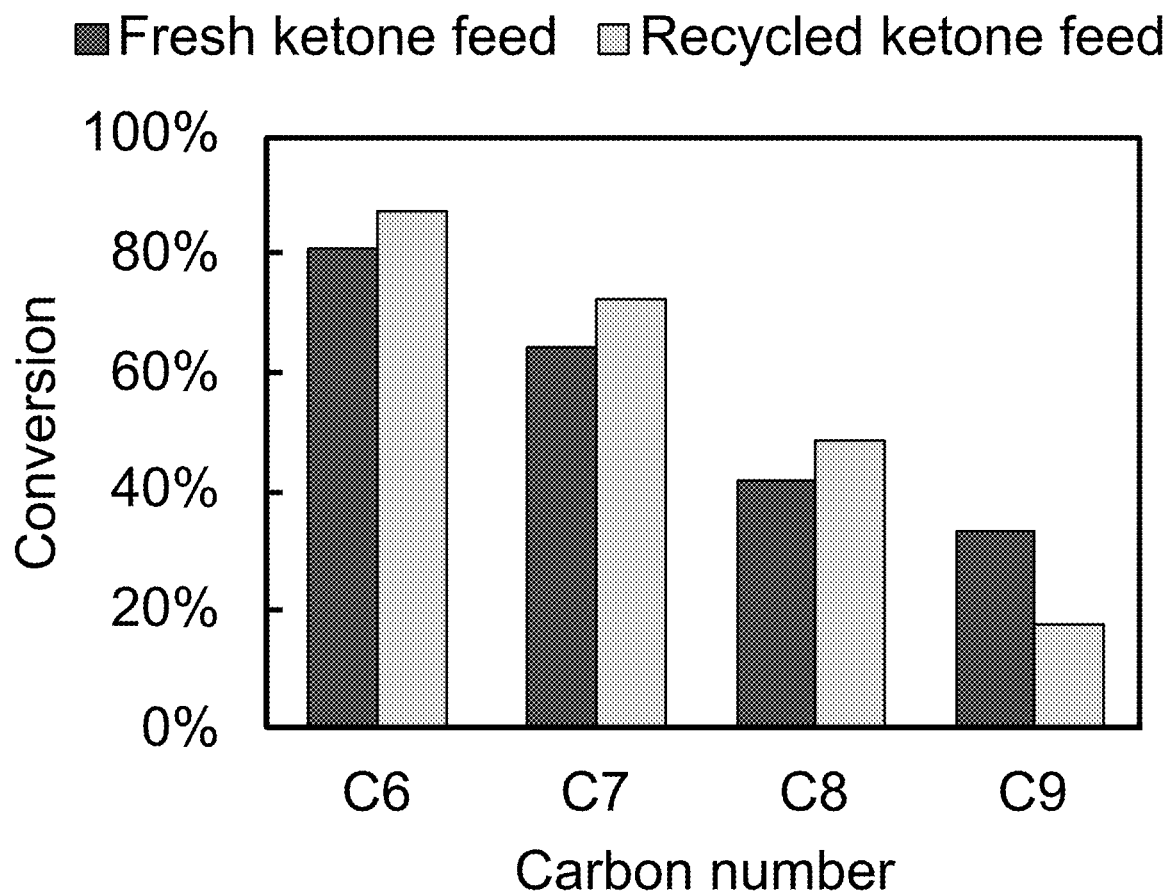 Fresh ketone feed Recycled ketone feed
100%
80%
60%
40%
20%
0%
Conversion
C6 C7 C8 C9
Carbon number